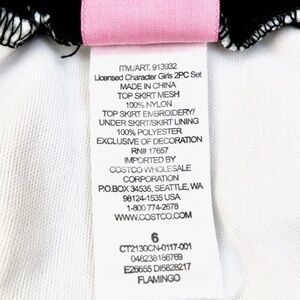 ITM./ART. 913932
Licensed Character Girls 2PC Set
MADE IN CHINA
TOP SKIRT MESH
100% NYLON
TOP SKIRT EMBROIDERY/
UNDER SKIRT/SKIRT LINING
100% POLYESTER
EXCLUSIVE OF DECORATION
RN# 17657
IMPORTED BY
COSTCO WHOLESALE
CORPORATION
P.O.BOX 34535, SEATTLE, WA
98124-1535 USA
1-800 774-2678
WWW.COSTCO.COM
6
CT2130CN-0117-001
048238186769
E26655 DI5828217
FLAMINGO